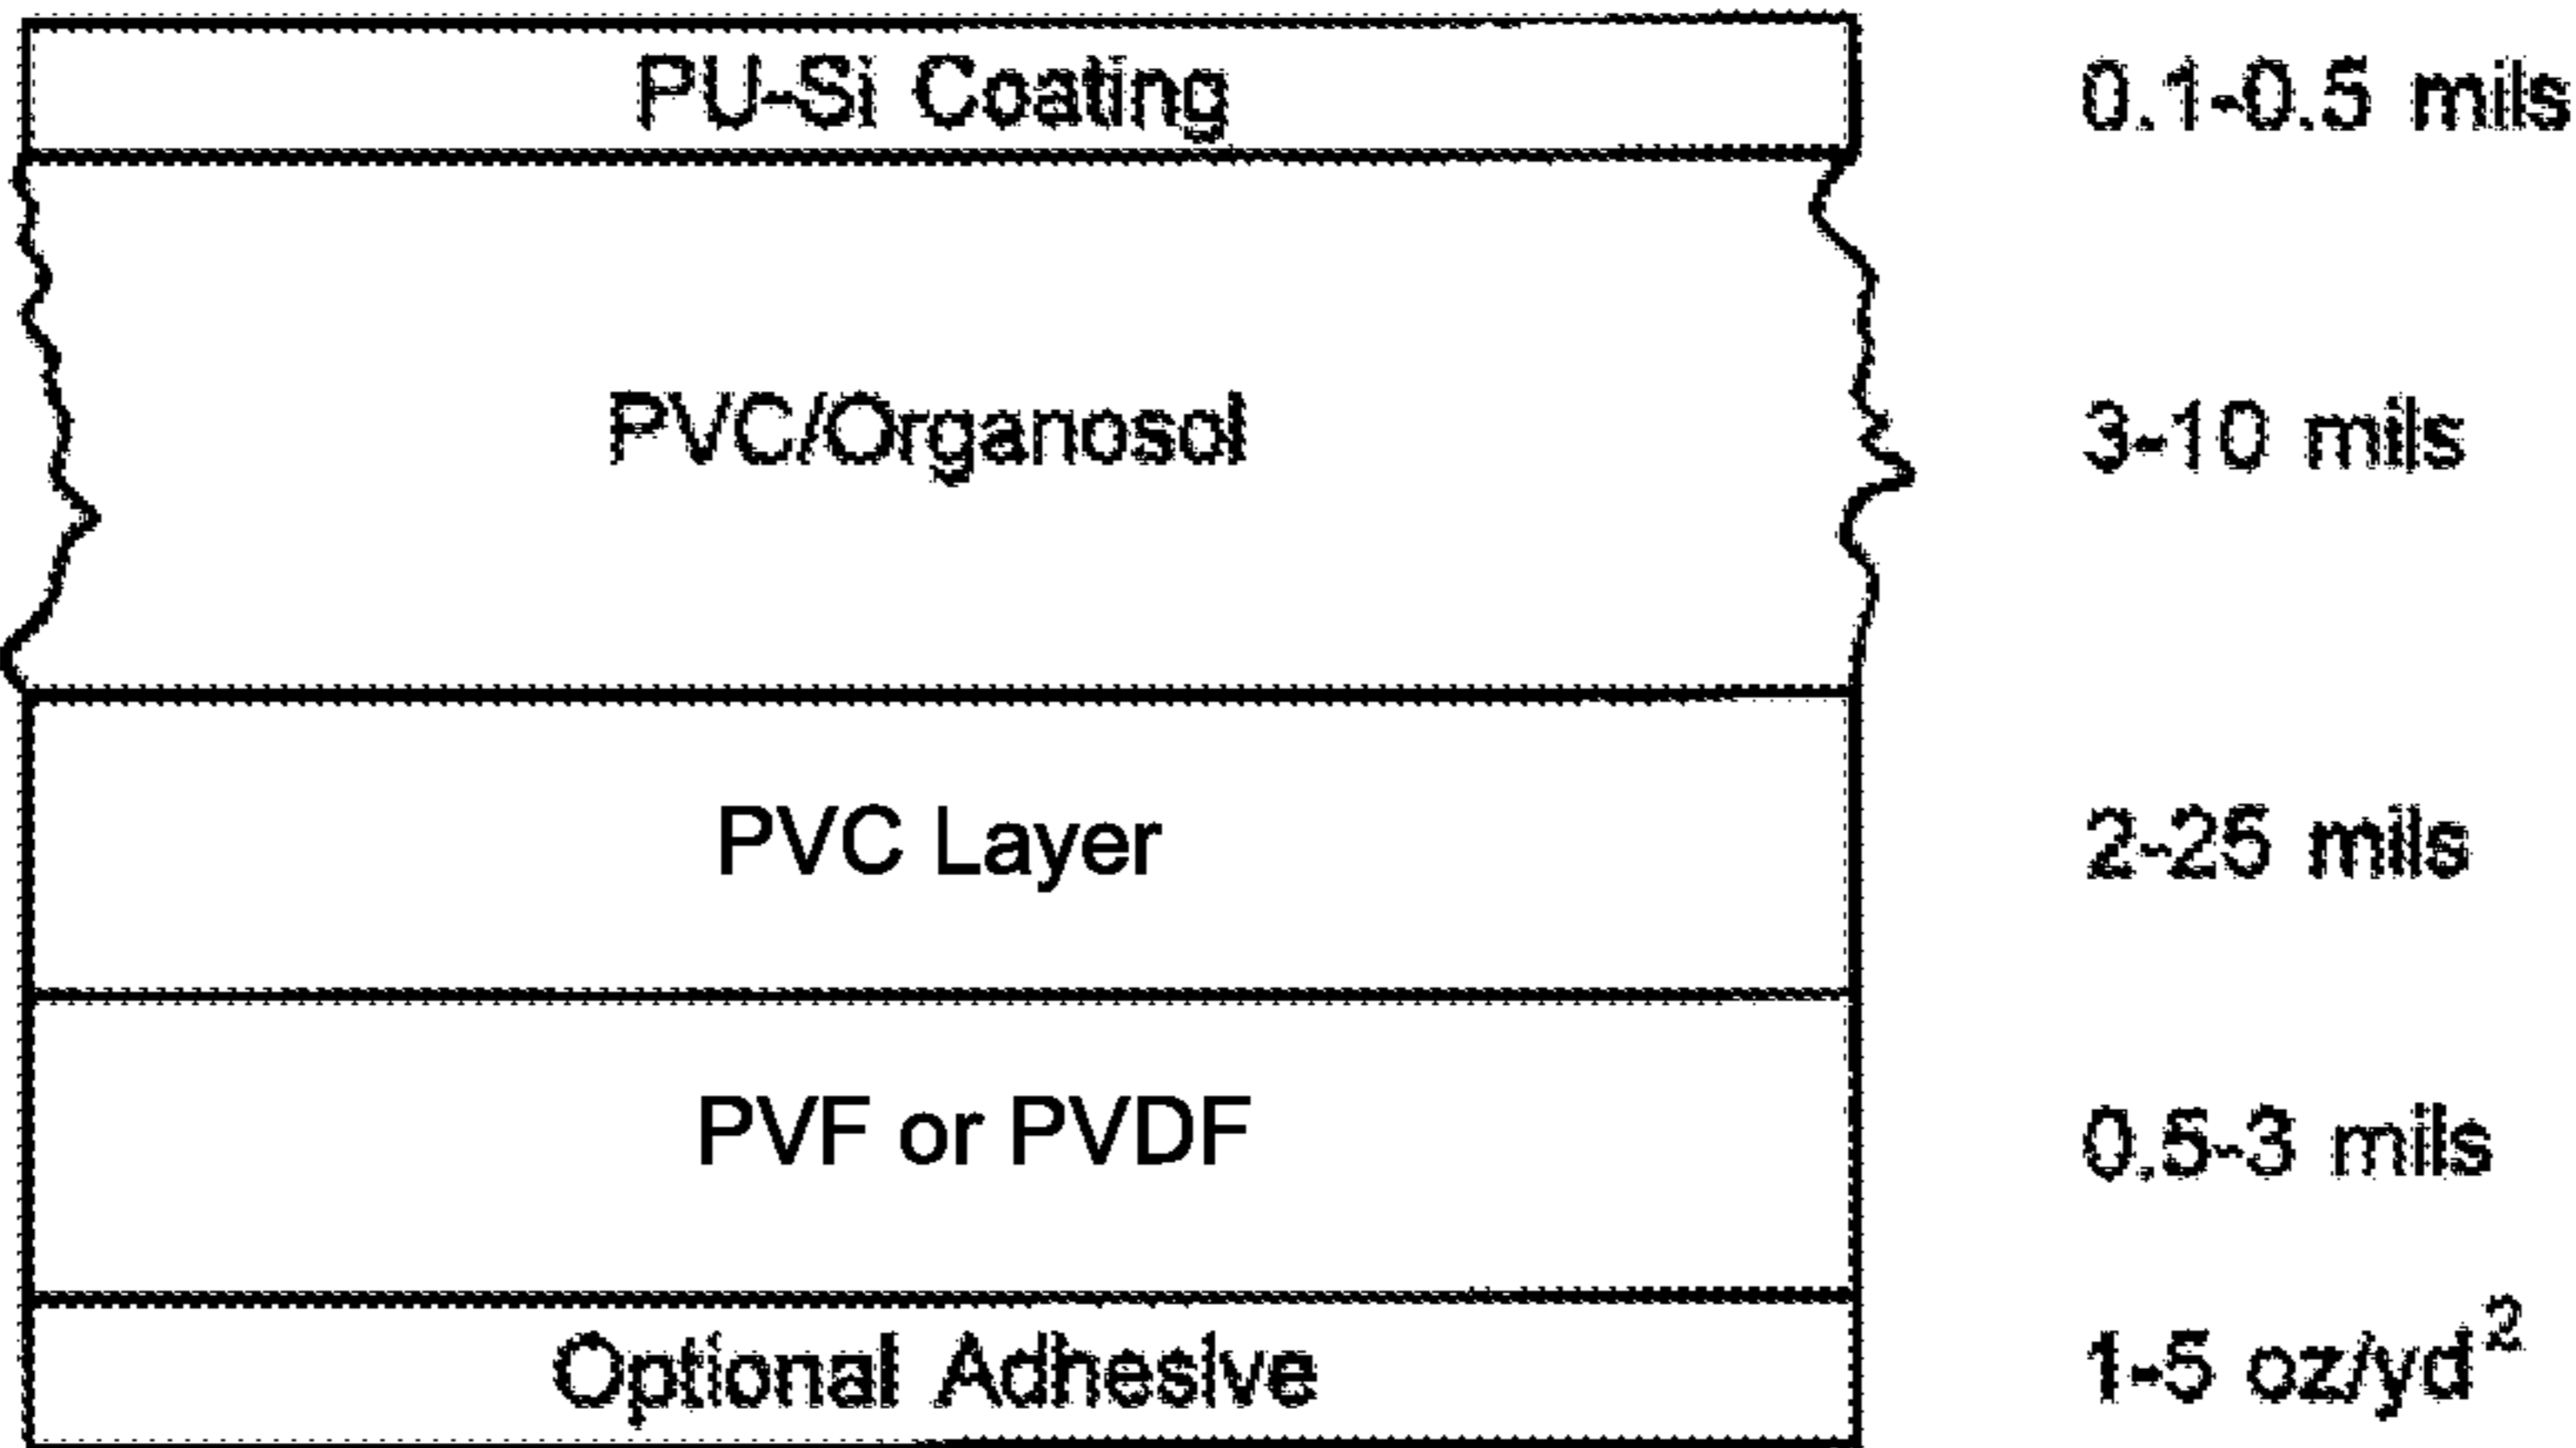 PU-Si Coating 0.1-0.5 mils
PVC/Organosol 3-10 mils
PVC Layer 2-25 mils
PVF or PVDF 0.5-3 mils
Optional Adhesive 1-5 oz/yd²